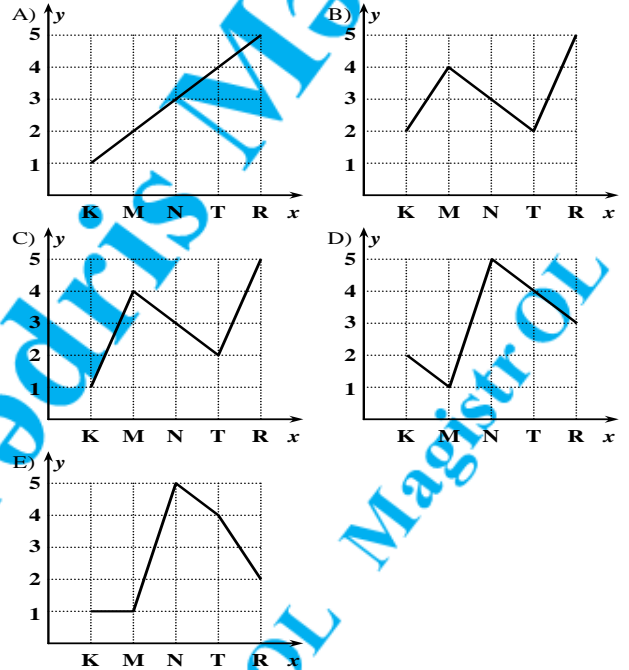 A) y B) y
5 5
4 4
3 3
2 2
1 1
K M N T R x K M N T R x
C) y D) y
5 5
4 4
3 3
2 2
1 1
K M N T R x K M N T R x
E) y
5
4
3
2
1
K M N T R x
Magistr OL
OL